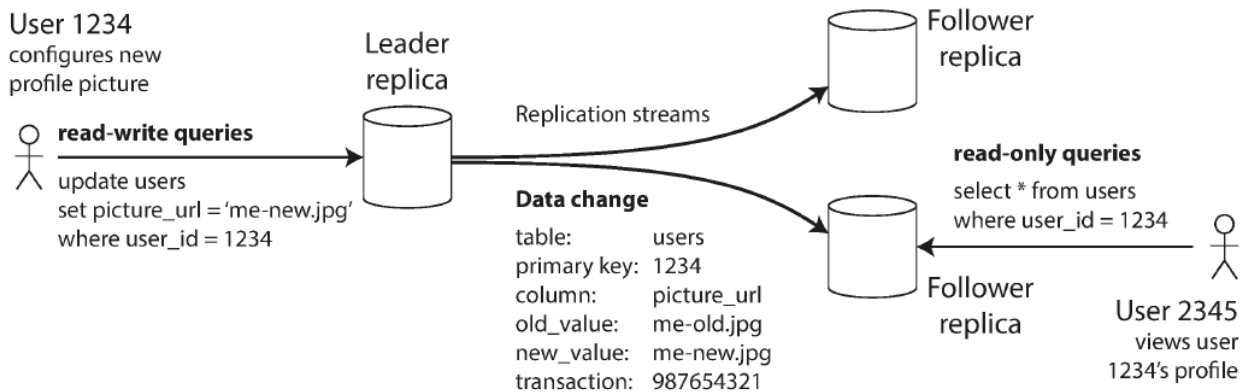 User 1234
configures new
profile picture
read-write queries
update users
set picture_url = ‘me-new.jpg’
where user_id = 1234
Leader
replica
Replication streams
Data change
table: users
primary key: 1234
column: picture_url
old_value: me-old.jpg
new_value: me-new.jpg
transaction: 987654321
Follower
replica
read-only queries
select * from users
where user_id = 1234
Follower
replica
User 2345
views user
1234’s profile